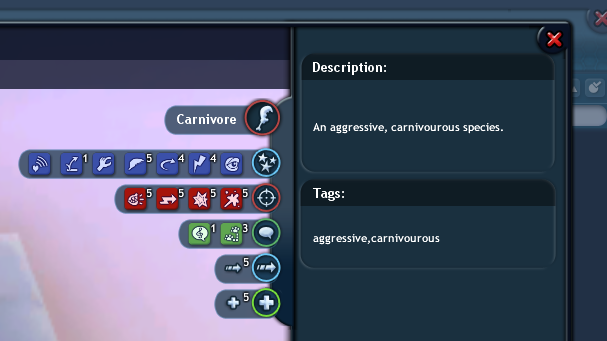 Description:
Carnivore
An aggressive, carnivourous species.
1 5 4 4
5 5 5 5
Tags:
1 3
aggressive,carnivourous
5
5